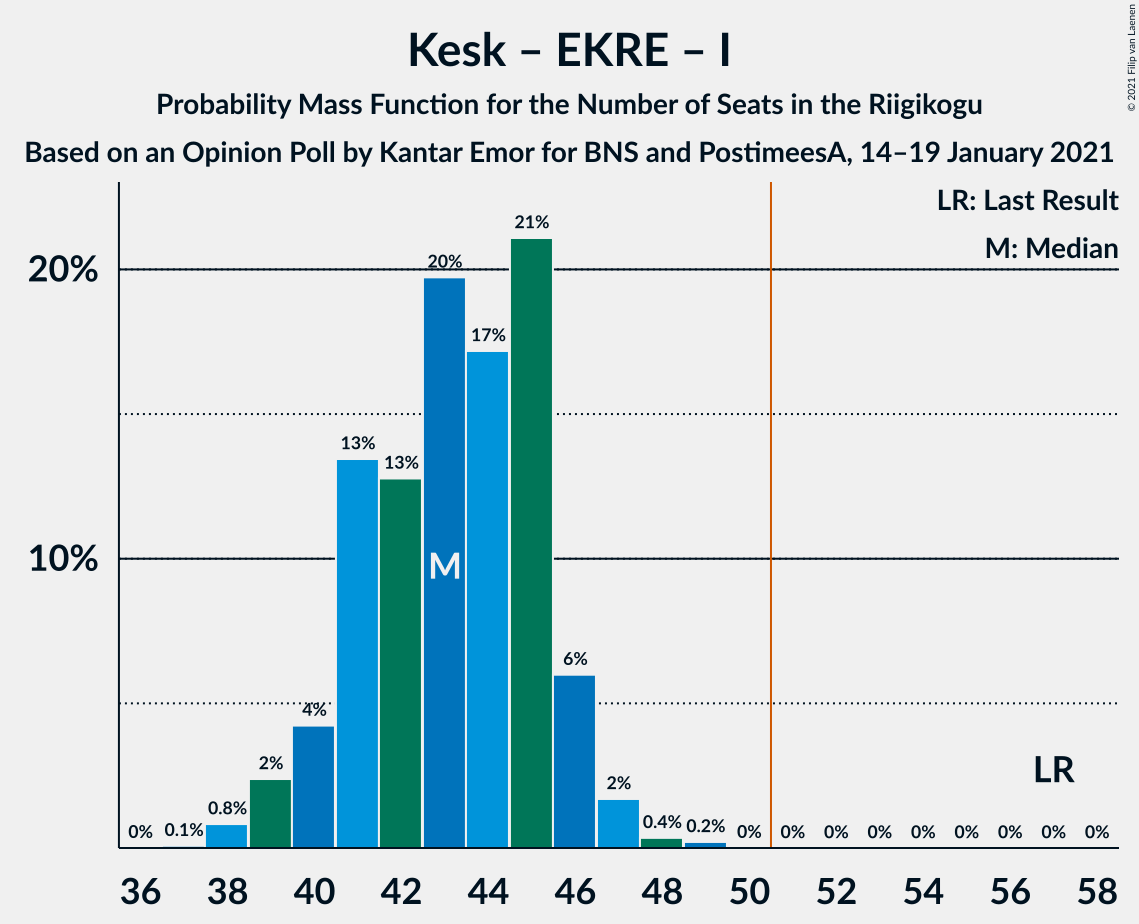 Kesk – EKRE – I
Probability Mass Function for the Number of Seats in the Riigikogu
Based on an Opinion Poll by Kantar Emor for BNS and PostimeesA, 14–19 January 2021
© 2021 Filip van Laenen
LR: Last Result
M: Median
20%
10%
0% 0.1% 0.8% 2% 4% 13% 13% 20% 17% 21% 6% 2% 0.4% 0.2% 0% 0% 0% 0% 0% 0% 0% 0% 0%
M
LR
36 38 40 42 44 46 48 50 52 54 56 58